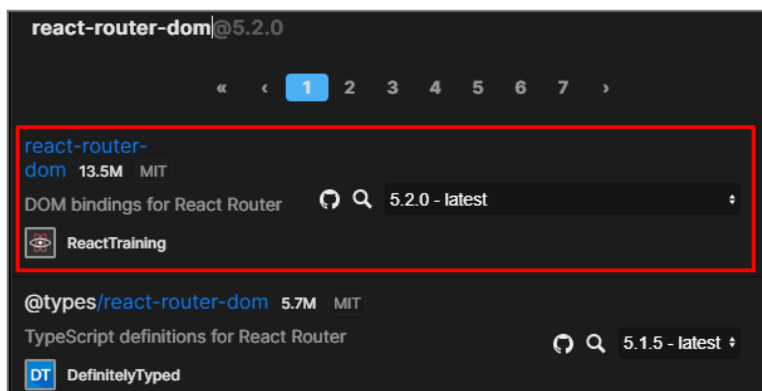 react-router-dom@5.2.0
« ‹ 1 2 3 4 5 6 7 ›
react-router-
dom 13.5M MIT
DOM bindings for React Router 5.2.0 - latest
ReactTraining
@types/react-router-dom 5.7M MIT
TypeScript definitions for React Router 5.1.5 - latest
DT DefinitelyTyped